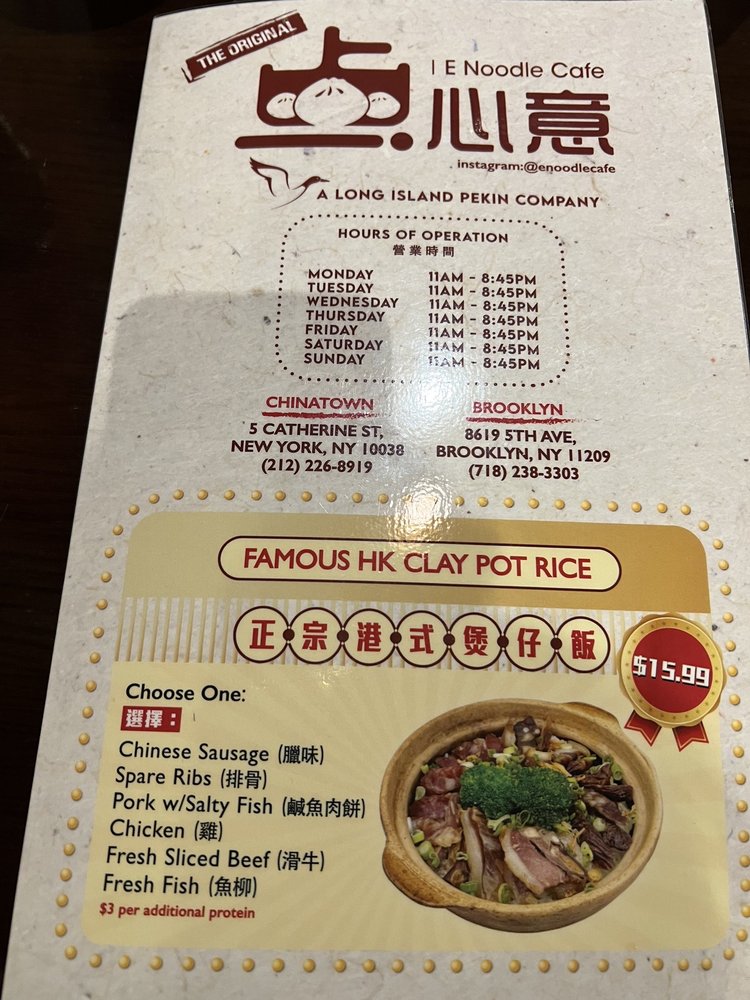 THE ORIGINAL
| E Noodle Cafe
点心意
instagram:@enoodlecafe
A LONG ISLAND PEKIN COMPANY
HOURS OF OPERATION
營業時間
MONDAY 11AM - 8:45PM
TUESDAY 11AM - 8:45PM
WEDNESDAY 11AM - 8:45PM
THURSDAY 11AM - 8:45PM
FRIDAY 11AM - 8:45PM
SATURDAY 11AM - 8:45PM
SUNDAY 11AM - 8:45PM
CHINATOWN
5 CATHERINE ST,
NEW YORK, NY 10038
(212) 226-8919
BROOKLYN
8619 5TH AVE,
BROOKLYN, NY 11209
(718) 238-3303
FAMOUS HK CLAY POT RICE
正宗港式煲仔飯
$15.99
Choose One:
選擇：
Chinese Sausage (臘味)
Spare Ribs (排骨)
Pork w/Salty Fish (鹹魚肉餅)
Chicken (雞)
Fresh Sliced Beef (滑牛)
Fresh Fish (魚柳)
$3 per additional protein